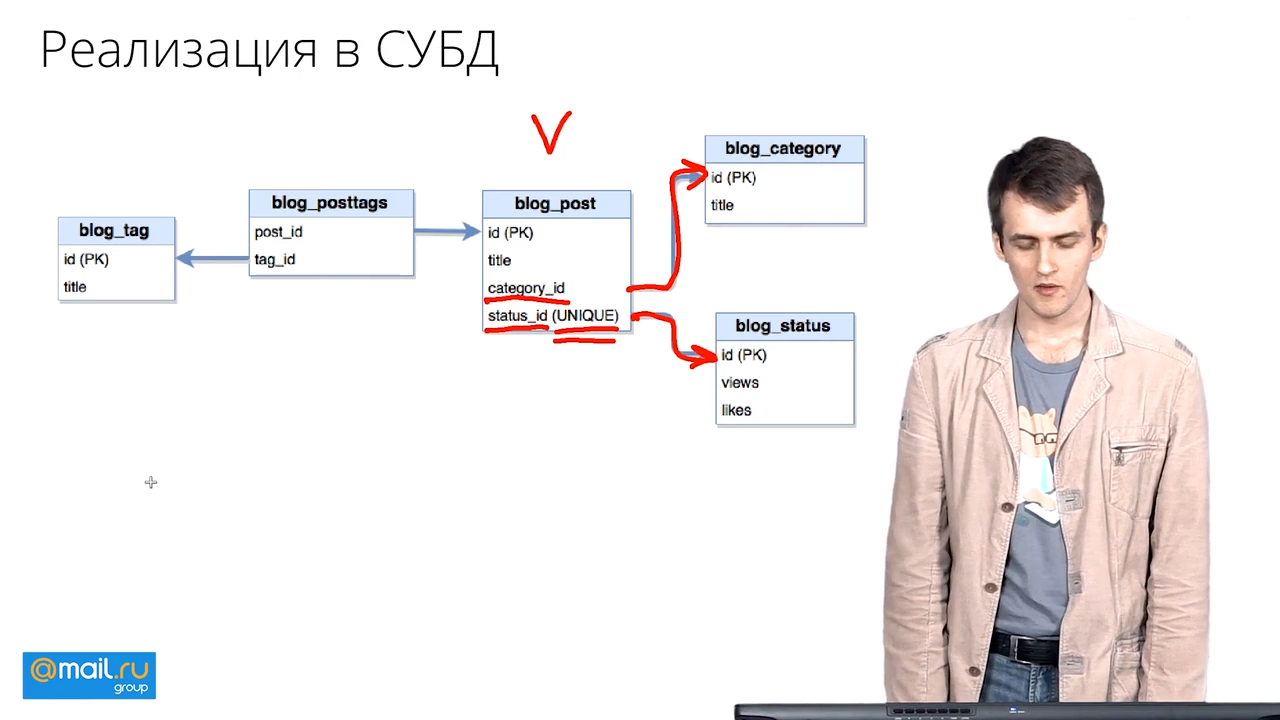 Реализация в СУБД
blog_tag
id (PK)
title
blog_posttags
post_id
tag_id
blog_post
id (PK)
title
category_id
status_id (UNIQUE)
blog_category
id (PK)
title
blog_status
id (PK)
views
likes
@mail.ru
group